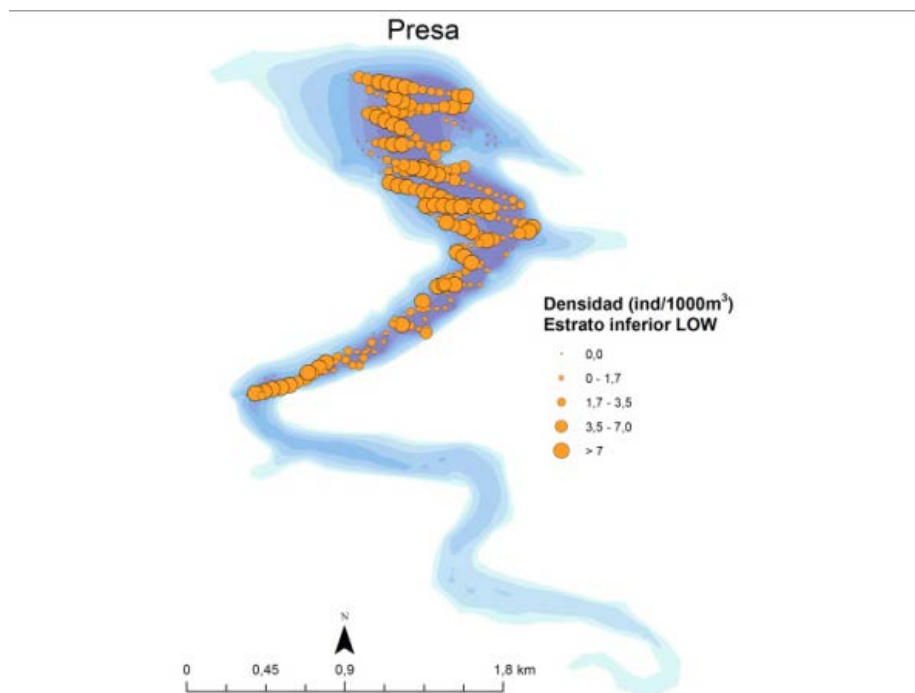 Presa
Densidad (ind/1000m³)
Estrato inferior LOW
0,0
0 - 1,7
1,7 - 3,5
3,5 - 7,0
> 7
N
0 0,45 0,9 1,8 km